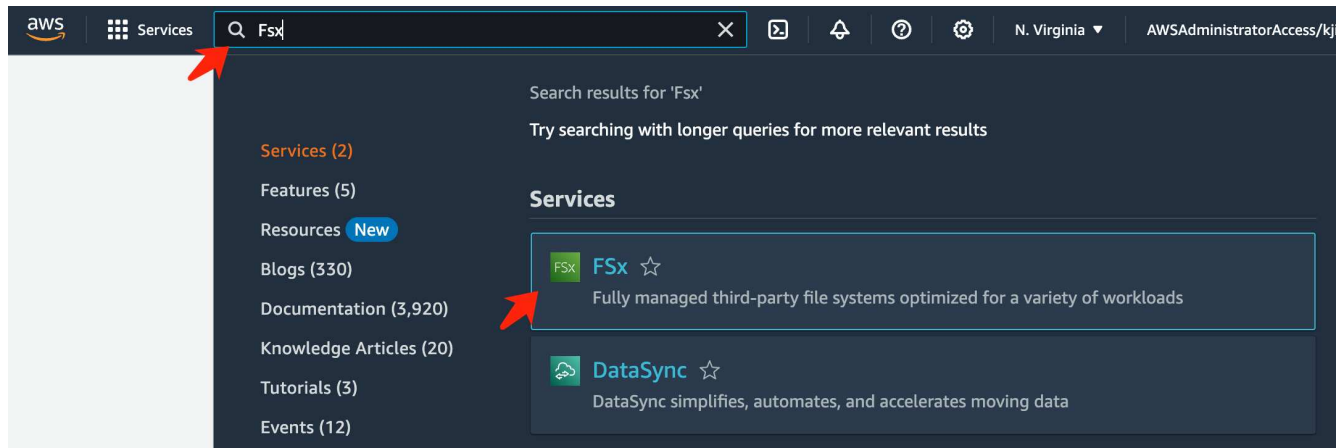 aws
Services
Fsx
N. Virginia
AWSAdministratorAccess/kji
Search results for 'Fsx'
Try searching with longer queries for more relevant results
Services (2)
Features (5)
Resources New
Blogs (330)
Documentation (3,920)
Knowledge Articles (20)
Tutorials (3)
Events (12)
Services
FSx
FSx
Fully managed third-party file systems optimized for a variety of workloads
DataSync
DataSync simplifies, automates, and accelerates moving data